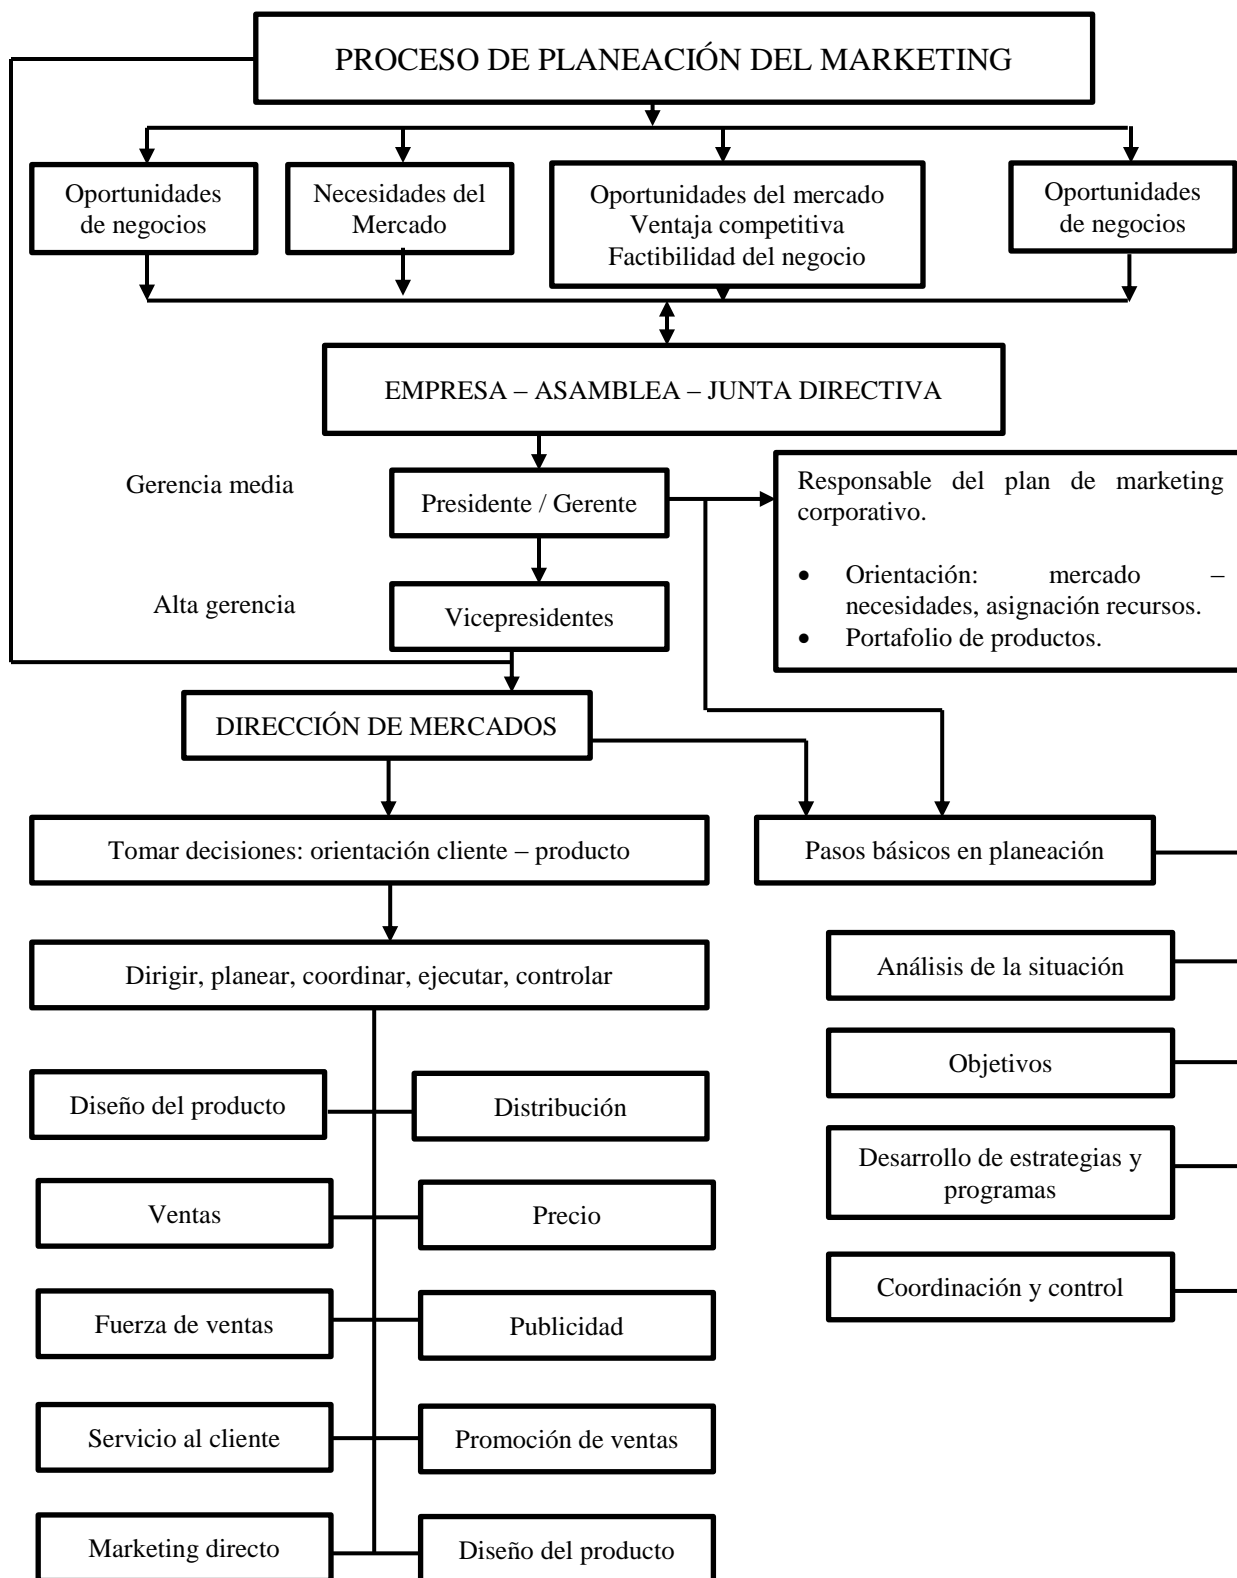 PROCESO DE PLANEACIÓN DEL MARKETING
Oportunidades
de negocios
Necesidades del
Mercado
Oportunidades del mercado
Ventaja competitiva
Factibilidad del negocio
Oportunidades
de negocios
EMPRESA – ASAMBLEA – JUNTA DIRECTIVA
Gerencia media
Presidente / Gerente
Responsable del plan de marketing
corporativo.
• Orientación: mercado –
necesidades, asignación recursos.
• Portafolio de productos.
Alta gerencia
Vicepresidentes
DIRECCIÓN DE MERCADOS
Tomar decisiones: orientación cliente – producto
Pasos básicos en planeación
Dirigir, planear, coordinar, ejecutar, controlar
Análisis de la situación
Objetivos
Diseño del producto
Distribución
Desarrollo de estrategias y
programas
Ventas
Precio
Coordinación y control
Fuerza de ventas
Publicidad
Servicio al cliente
Promoción de ventas
Marketing directo
Diseño del producto